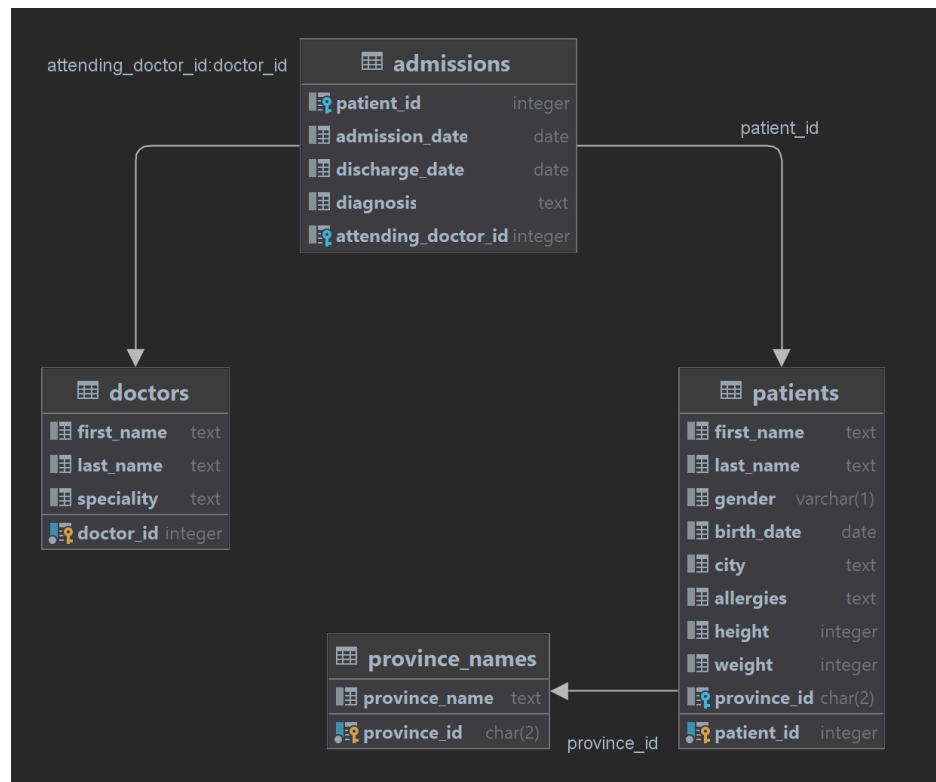 attending_doctor_id:doctor_id
admissions
patient_id integer
admission_date date
discharge_date date
diagnosis text
attending_doctor_id integer
patient_id
doctors
first_name text
last_name text
speciality text
doctor_id integer
patients
first_name text
last_name text
gender varchar(1)
birth_date date
city text
allergies text
height integer
weight integer
province_id char(2)
patient_id integer
province_names
province_name text
province_id char(2)
province_id